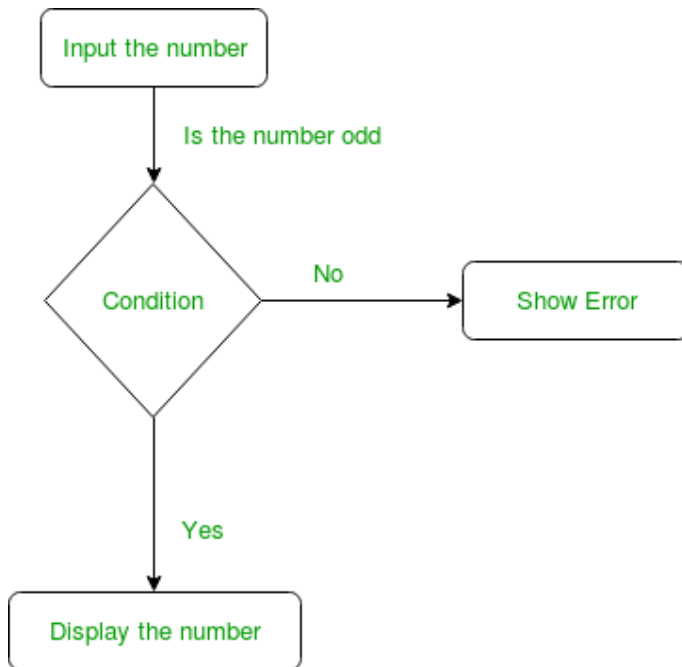 Input the number
Is the number odd
Condition
No
Show Error
Yes
Display the number